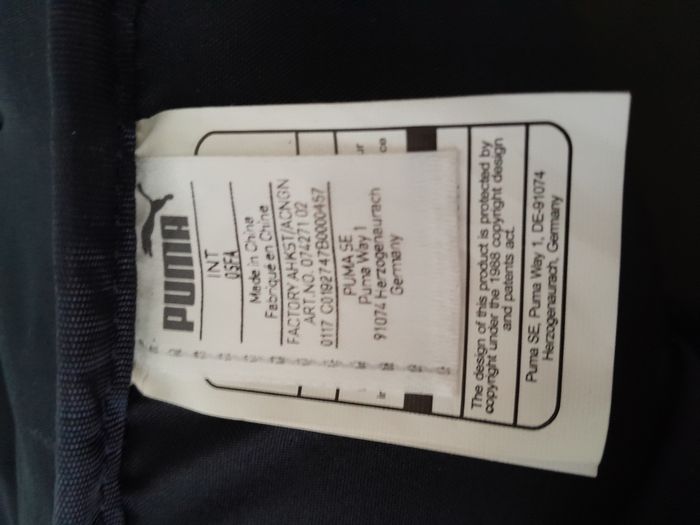 PUMA
INT
OSFA
Made in China
Fabriqué en Chine
FACTORY AHKST/ACNGN
ART.NO. 074271 02
0117 C0192747B0000457
PUMA SE
Puma Way 1
91074 Herzogenaurach
Germany
The design of this product is protected by
copyright under the 1988 copyright design
and patents act.
Puma SE, Puma Way 1, DE-91074
Herzogenaurach, Germany